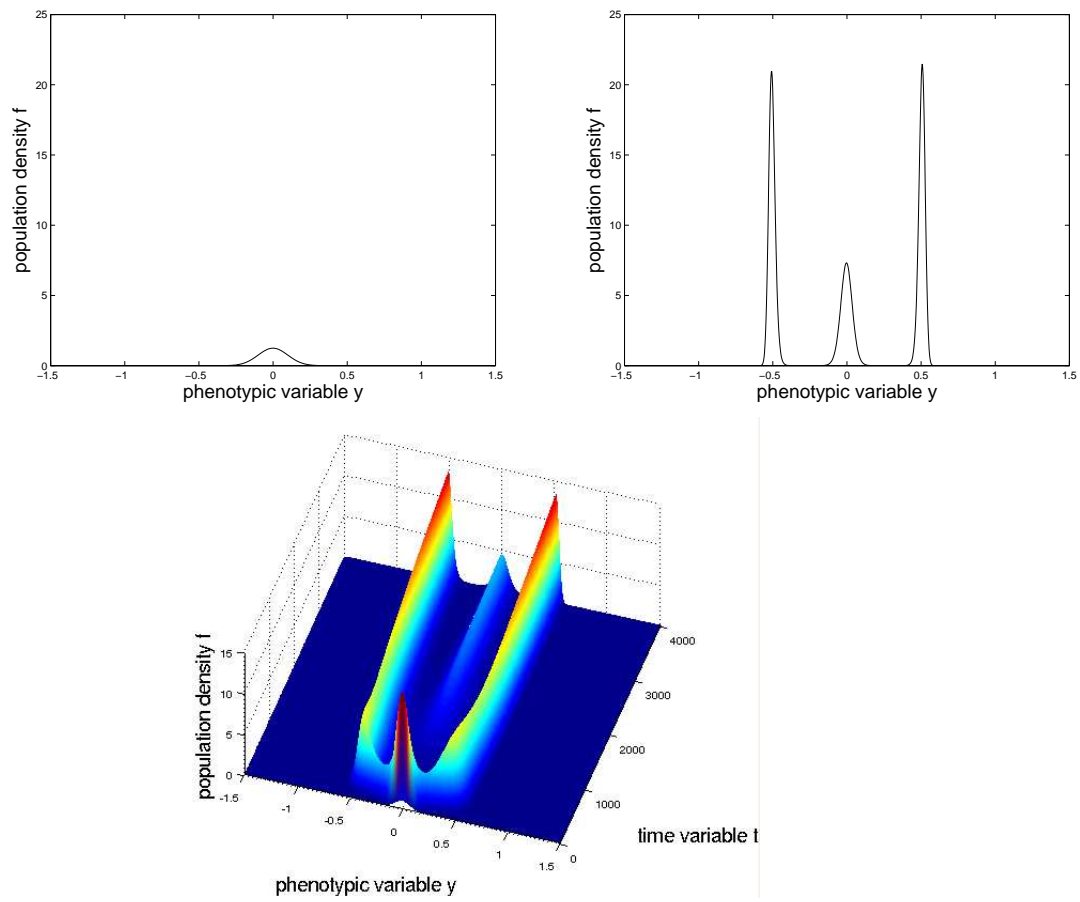 25
20
15
10
5
0
−1.5 −1 −0.5 0 0.5 1 1.5
population density f
phenotypic variable y
25
20
15
10
5
0
−1.5 −1 −0.5 0 0.5 1 1.5
population density f
phenotypic variable y
15
10
5
0
population density f
-1.5 -1 -0.5 0 0.5 1 1.5
phenotypic variable y
0
1000
2000
3000
4000
time variable t